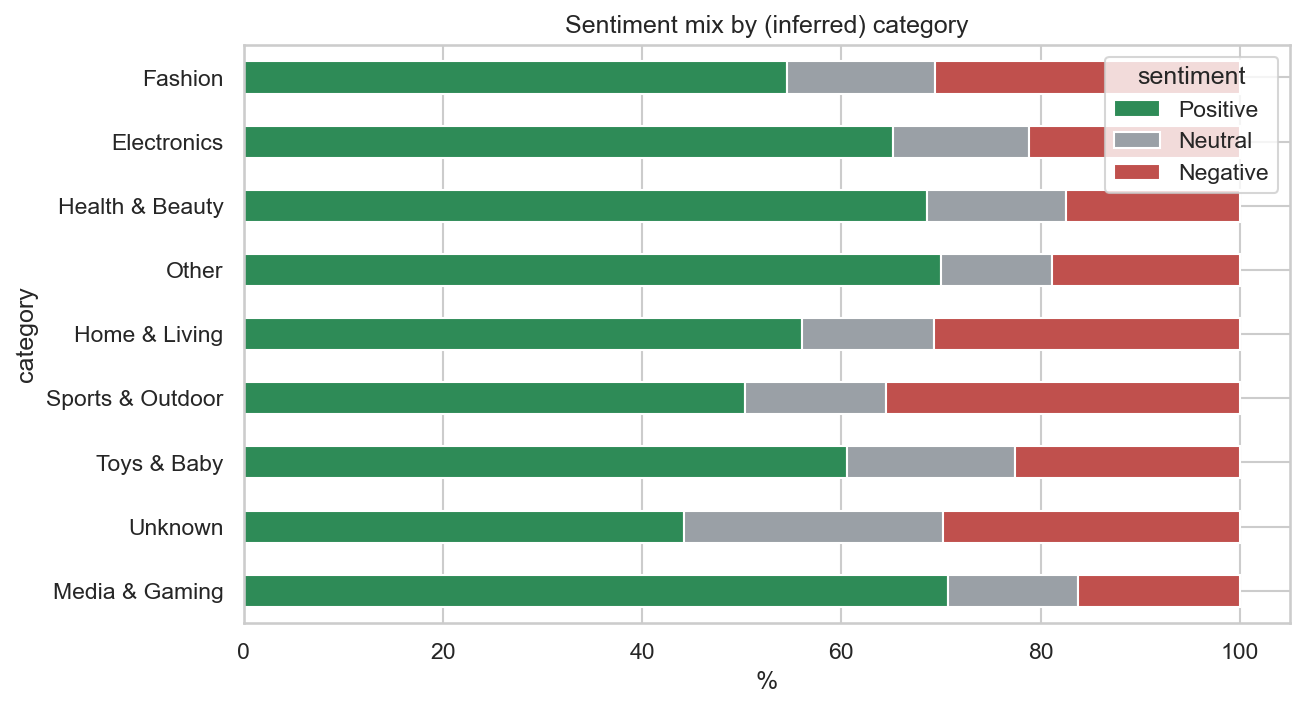 Sentiment mix by (inferred) category
sentiment
Positive
Neutral
Negative
category
Fashion
Electronics
Health & Beauty
Other
Home & Living
Sports & Outdoor
Toys & Baby
Unknown
Media & Gaming
0 20 40 60 80 100
%